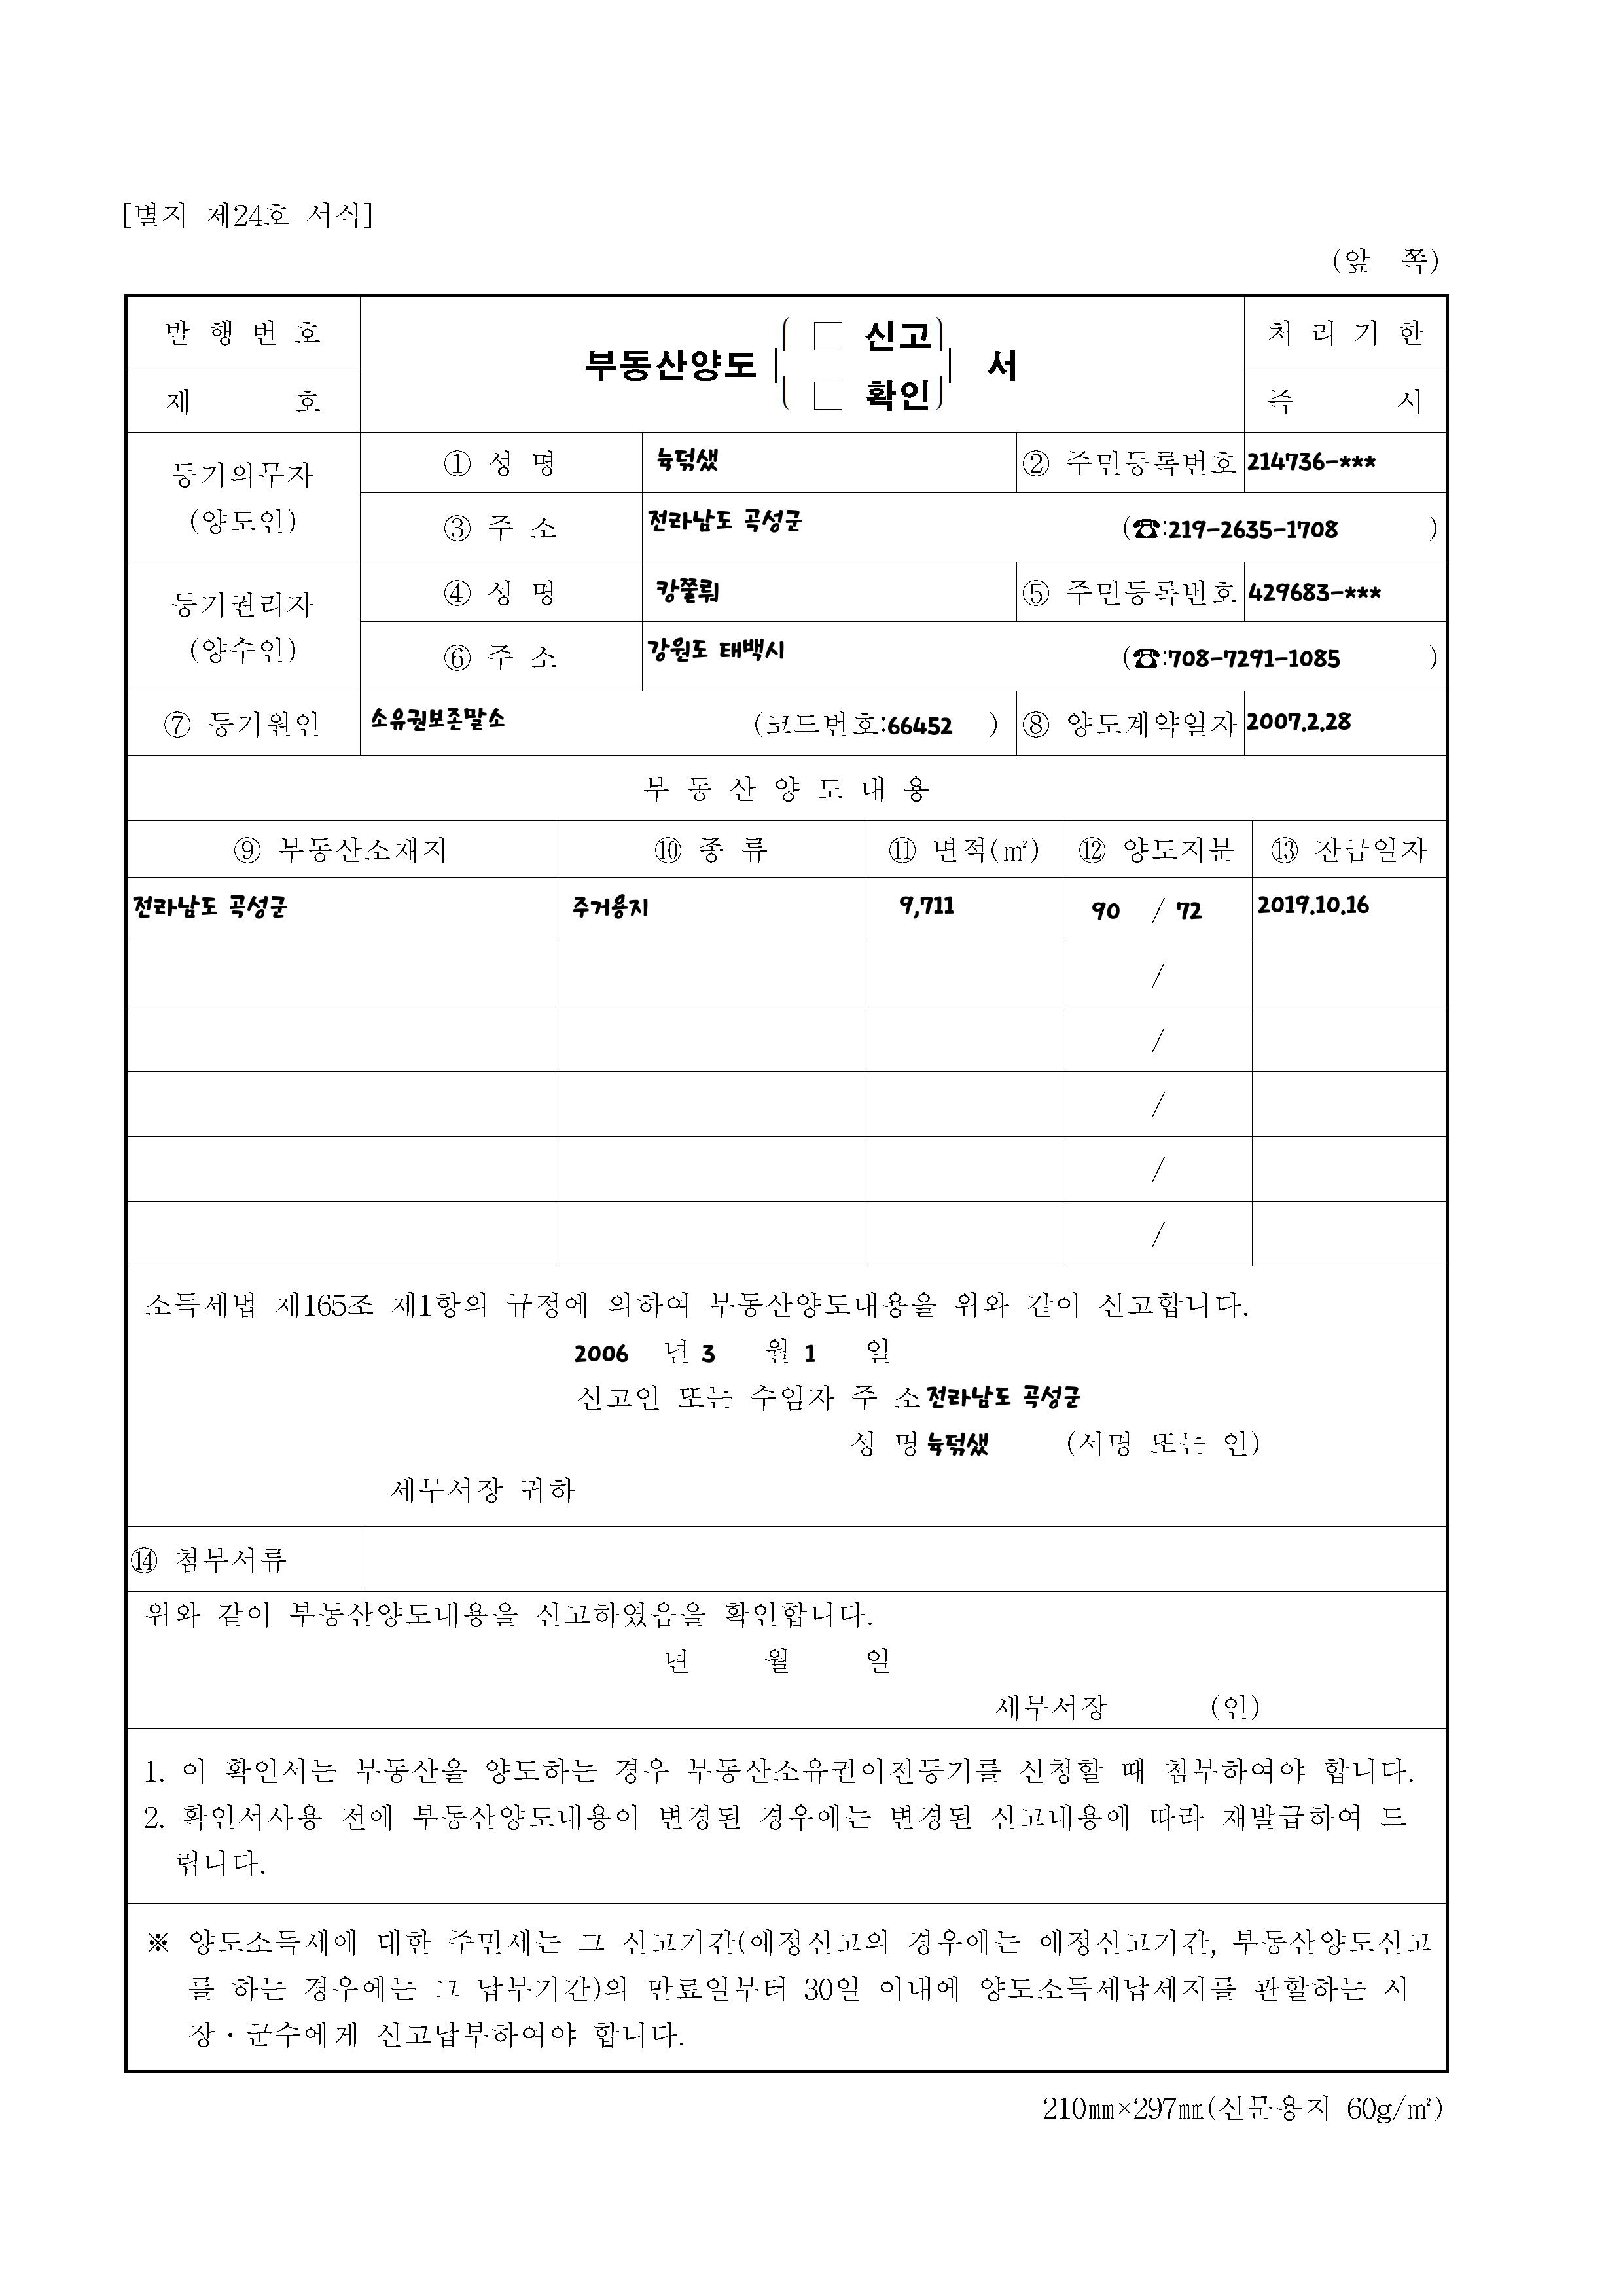 [별지 제24호 서식]
(앞 쪽)
발 행 번 호
제 호
부동산양도 □ 신고 □ 확인 서
처 리 기 한
즉 시
등기의무자 (양도인)
① 성 명 뉵덖샜 ② 주민등록번호 214736-***
③ 주 소 전라남도 곡성군 (☎:219-2635-1708 )
등기권리자 (양수인)
④ 성 명 캉쭐뤄 ⑤ 주민등록번호 429683-***
⑥ 주 소 강원도 태백시 (☎:708-7291-1085 )
⑦ 등기원인 소유권보존말소 (코드번호:66452 ) ⑧ 양도계약일자 2007.2.28
부 동 산 양 도 내 용
⑨ 부동산소재지 ⑩ 종 류 ⑪ 면적(㎡) ⑫ 양도지분 ⑬ 잔금일자
전라남도 곡성군 주거용지 9,711 90 / 72 2019.10.16
/
/
/
/
/
소득세법 제165조 제1항의 규정에 의하여 부동산양도내용을 위와 같이 신고합니다.
2006 년 3 월 1 일
신고인 또는 수임자 주 소 전라남도 곡성군
성 명 뉵덖샜 (서명 또는 인)
세무서장 귀하
⑭ 첨부서류
위와 같이 부동산양도내용을 신고하였음을 확인합니다.
년 월 일
세무서장 (인)
1. 이 확인서는 부동산을 양도하는 경우 부동산소유권이전등기를 신청할 때 첨부하여야 합니다.
2. 확인서사용 전에 부동산양도내용이 변경된 경우에는 변경된 신고내용에 따라 재발급하여 드
립니다.
※ 양도소득세에 대한 주민세는 그 신고기간(예정신고의 경우에는 예정신고기간, 부동산양도신고
를 하는 경우에는 그 납부기간)의 만료일부터 30일 이내에 양도소득세납세지를 관할하는 시
장·군수에게 신고납부하여야 합니다.
210㎜×297㎜(신문용지 60g/㎡)